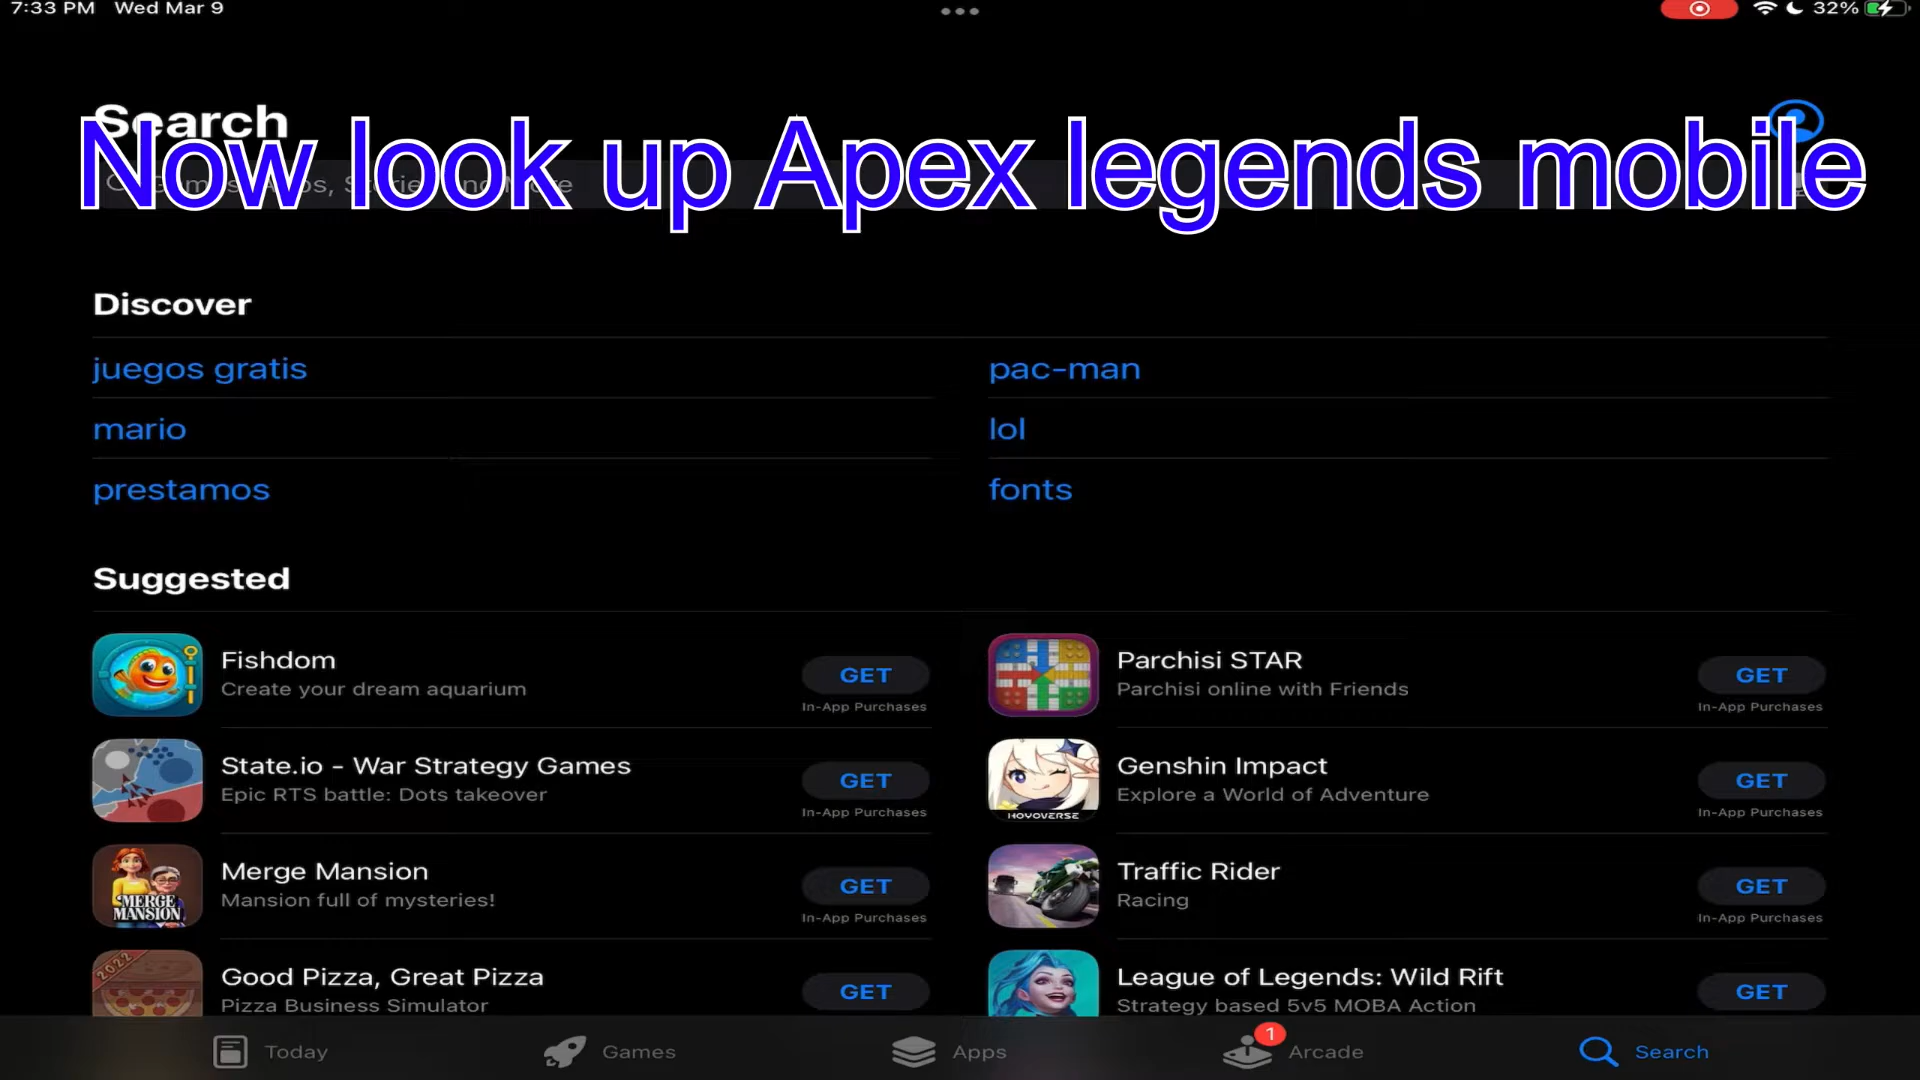 7:33 PM Wed Mar 9
32%
Search
Now look up Apex legends mobile
Discover
juegos gratis
pac-man
mario
lol
prestamos
fonts
Suggested
Fishdom
Create your dream aquarium
GET
In-App Purchases
Parchisi STAR
Parchisi online with Friends
GET
In-App Purchases
State.io - War Strategy Games
Epic RTS battle: Dots takeover
GET
In-App Purchases
HOYOVERSE
Genshin Impact
Explore a World of Adventure
GET
In-App Purchases
MERGE
MANSION
Merge Mansion
Mansion full of mysteries!
GET
In-App Purchases
Traffic Rider
Racing
GET
In-App Purchases
2022
Good Pizza, Great Pizza
Pizza Business Simulator
GET
League of Legends: Wild Rift
Strategy based 5v5 MOBA Action
GET
Today
Games
Apps
1
Arcade
Search